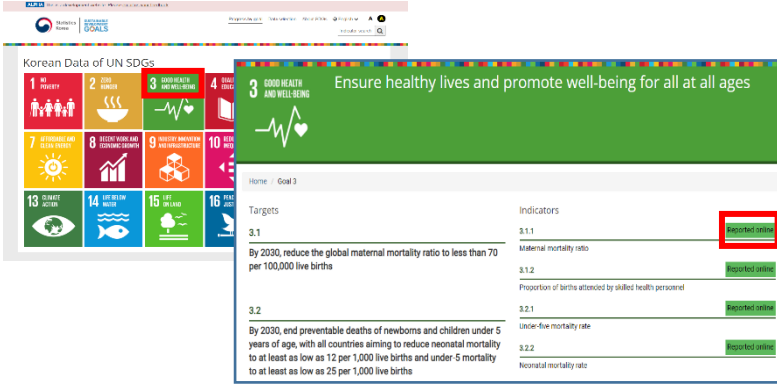 ALPHA
Statistics
Korea
SUSTAINABLE
DEVELOPMENT
GOALS
Korean Data of UN SDGs
1 NO
POVERTY
2 ZERO
HUNGER
3 GOOD HEALTH
AND WELL-BEING
4
7 AFFORDABLE AND
CLEAN ENERGY
8 DECENT WORK AND
ECONOMIC GROWTH
9 INDUSTRY, INNOVATION
AND INFRASTRUCTURE
10
13 CLIMATE
ACTION
14 LIFE BELOW
WATER
15 LIFE
ON LAND
16
3 GOOD HEALTH
AND WELL-BEING
Ensure healthy lives and promote well-being for all at all ages
Home / Goal 3
Targets
3.1
By 2030, reduce the global maternal mortality ratio to less than 70
per 100,000 live births
3.2
By 2030, end preventable deaths of newborns and children under 5
years of age, with all countries aiming to reduce neonatal mortality
to at least as low as 12 per 1,000 live births and under-5 mortality
to at least as low as 25 per 1,000 live births
Indicators
3.1.1 Reported online
Maternal mortality ratio
3.1.2 Reported online
Proportion of births attended by skilled health personnel
3.2.1 Reported online
Under-five mortality rate
3.2.2 Reported online
Neonatal mortality rate